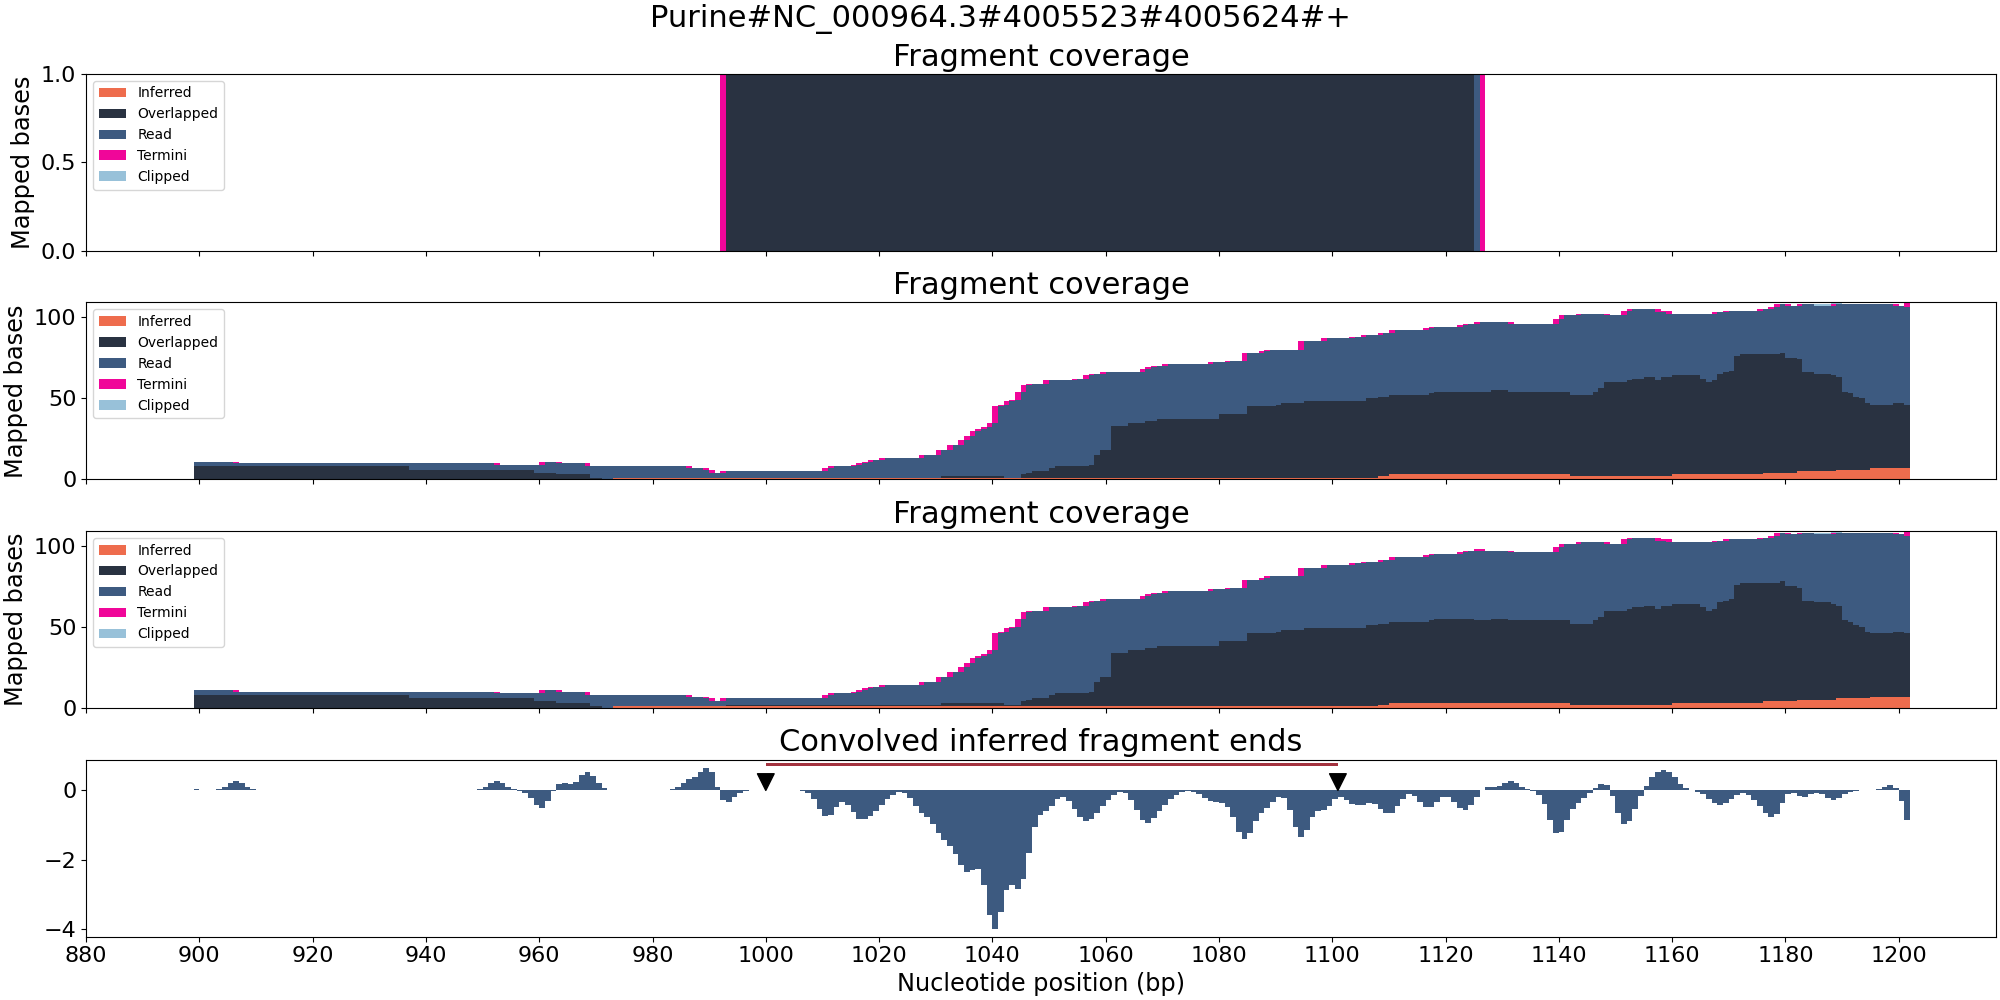 Purine#NC_000964.3#4005523#4005624#+
Fragment coverage
Mapped bases
1.0
0.5
0.0
Inferred
Overlapped
Read
Termini
Clipped
Fragment coverage
Mapped bases
100
50
0
Inferred
Overlapped
Read
Termini
Clipped
Fragment coverage
Mapped bases
100
50
0
Inferred
Overlapped
Read
Termini
Clipped
Convolved inferred fragment ends
0
−2
−4
880 900 920 940 960 980 1000 1020 1040 1060 1080 1100 1120 1140 1160 1180 1200
Nucleotide position (bp)